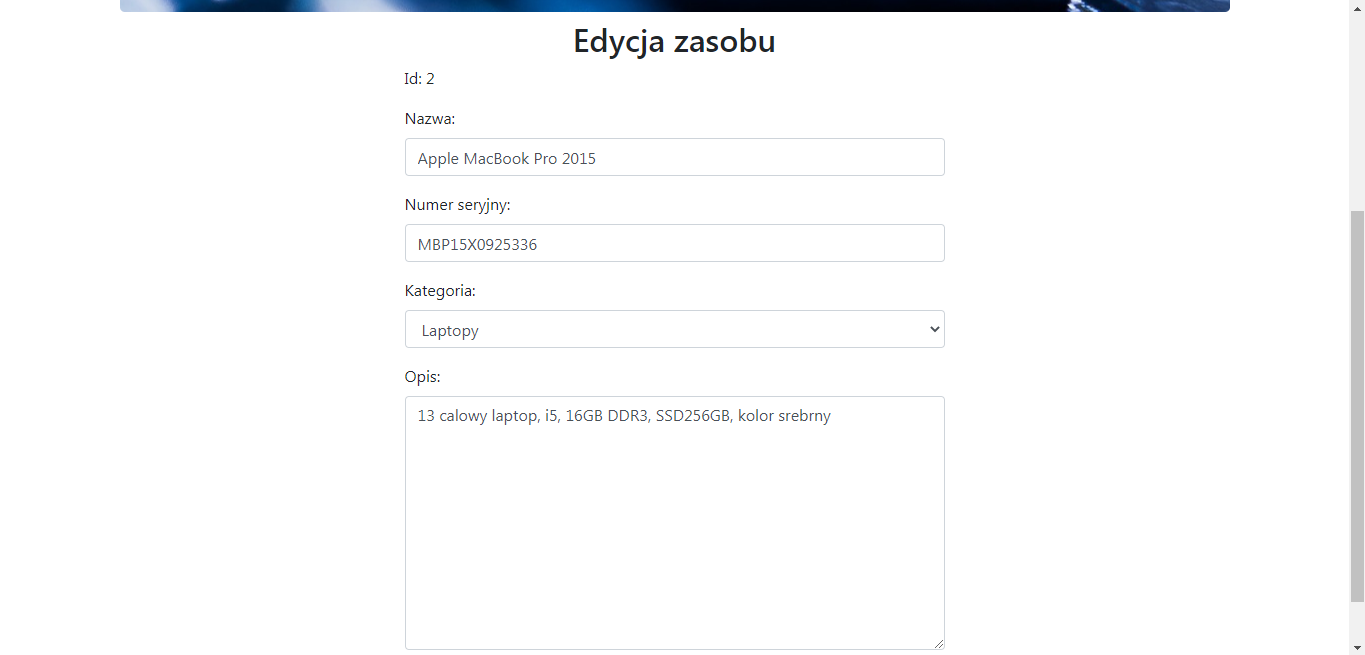 Edycja zasobu
Id: 2
Nazwa:
Apple MacBook Pro 2015
Numer seryjny:
MBP15X0925336
Kategoria:
Laptopy
Opis:
13 calowy laptop, i5, 16GB DDR3, SSD256GB, kolor srebrny